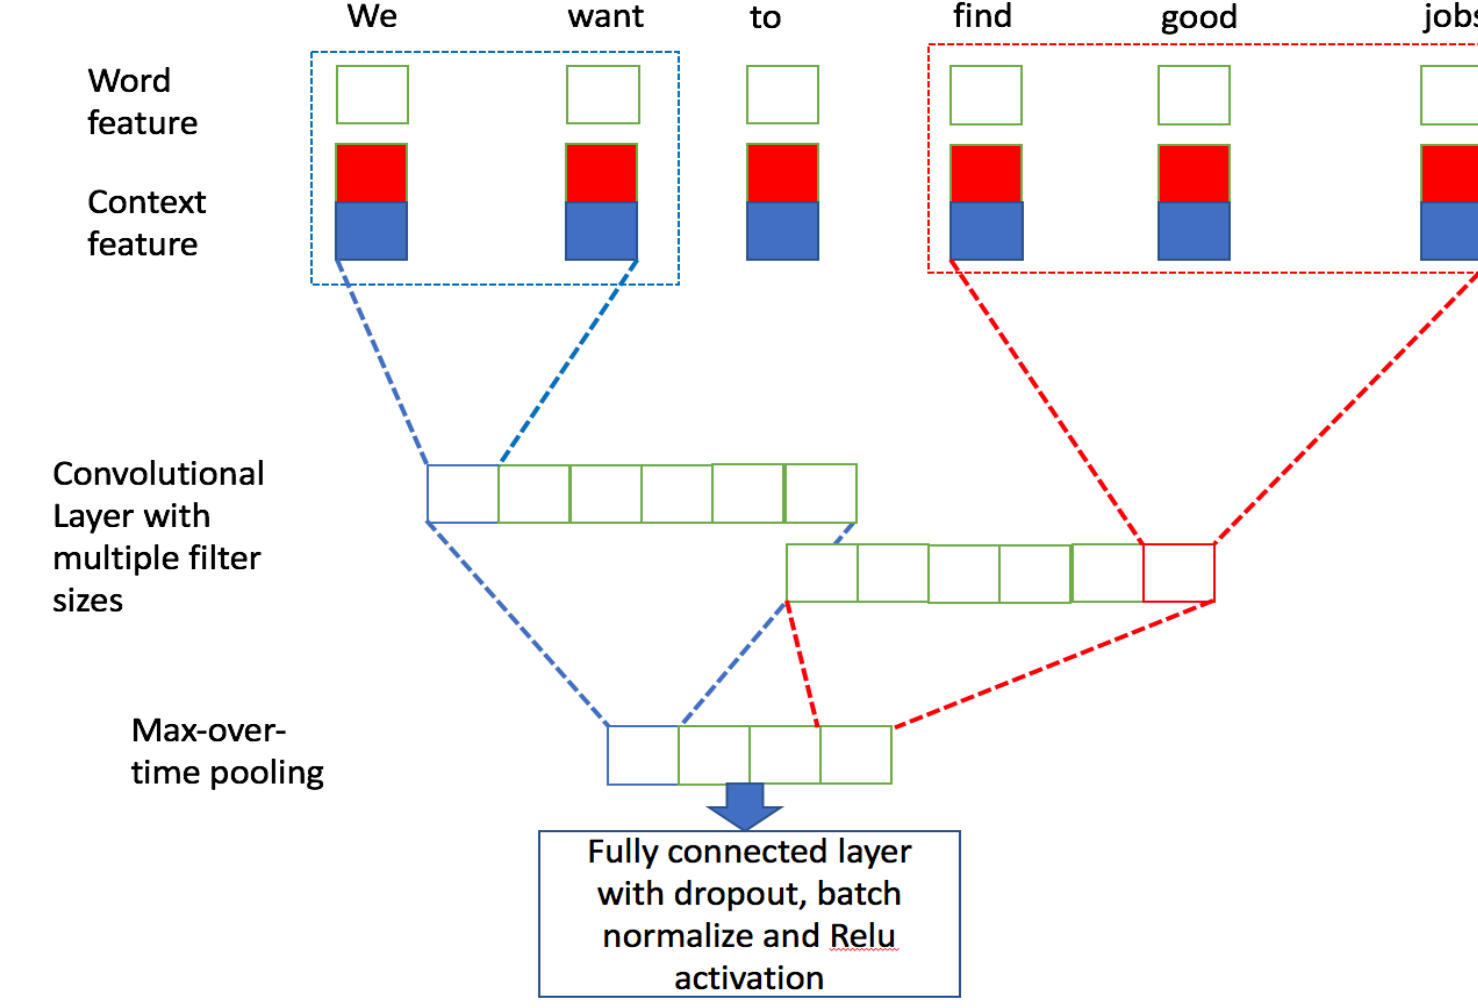 We want to find good jobs
Word
feature
Context
feature
Convolutional
Layer with
multiple filter
sizes
Max-over-
time pooling
Fully connected layer
with dropout, batch
normalize and Relu
activation